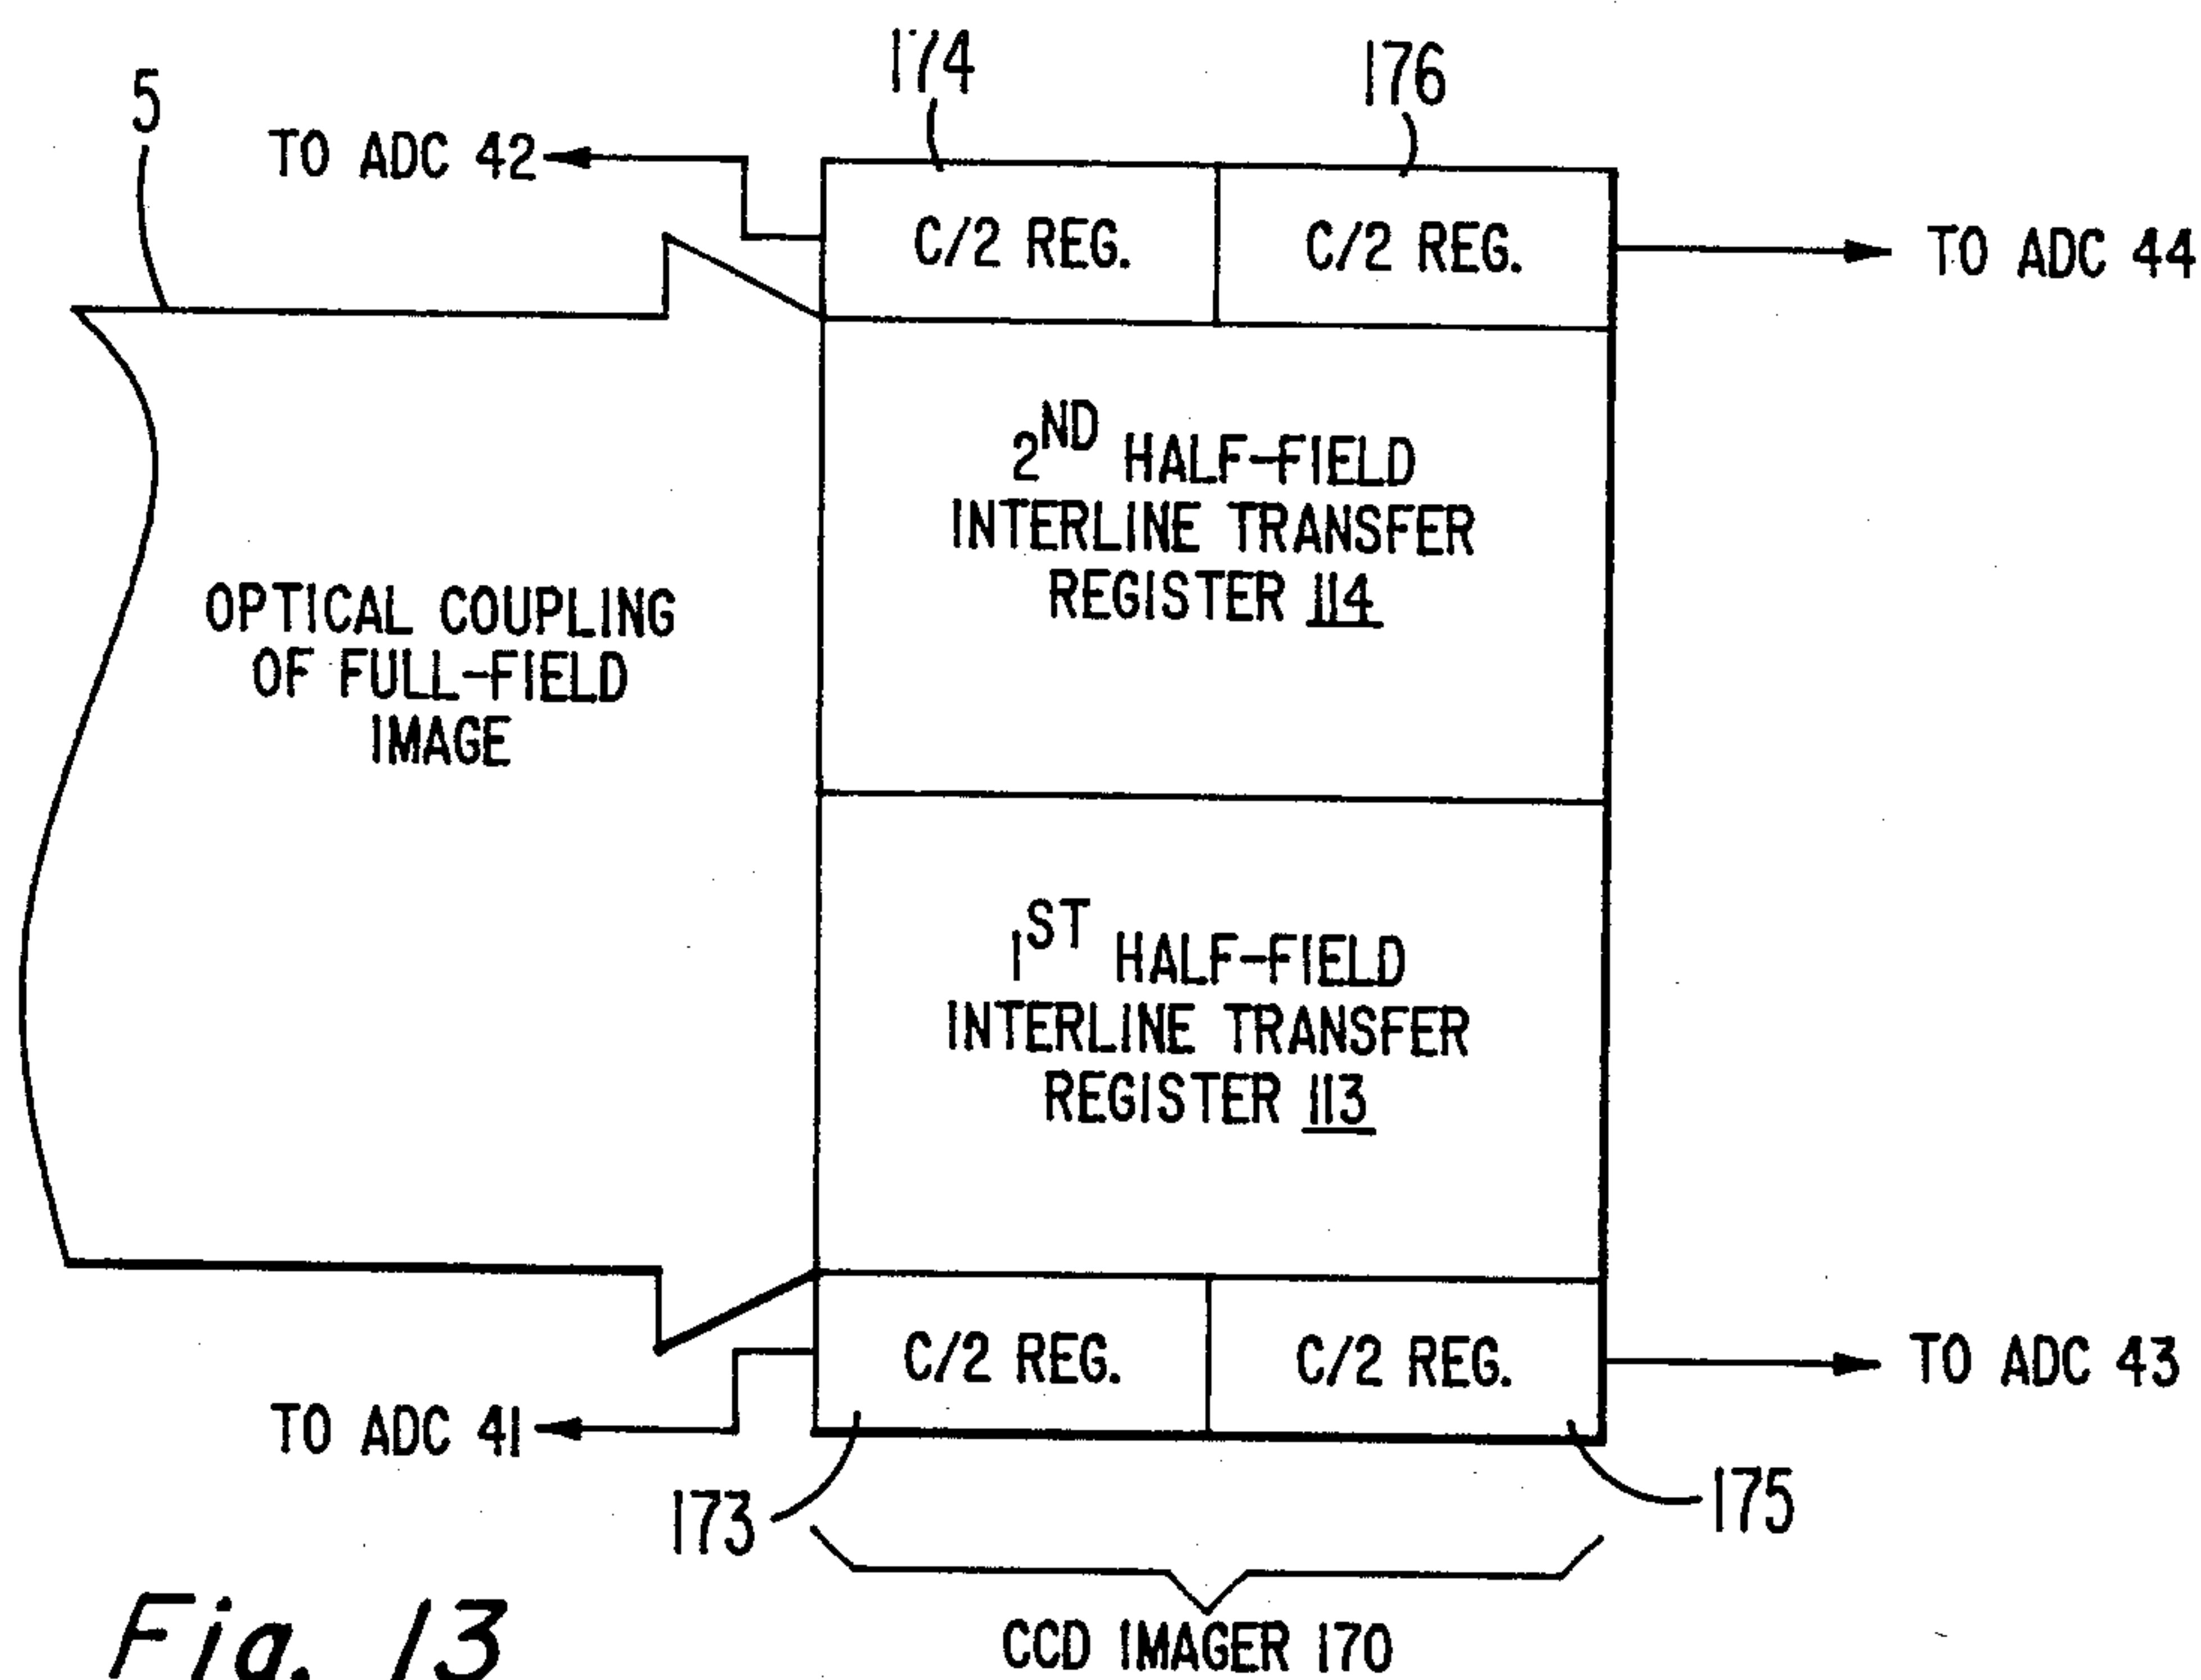 174
176
5
TO ADC 42
C/2 REG.
C/2 REG.
TO ADC 44
2ND HALF-FIELD
INTERLINE TRANSFER
REGISTER 114
OPTICAL COUPLING
OF FULL-FIELD
IMAGE
1ST HALF-FIELD
INTERLINE TRANSFER
REGISTER 113
C/2 REG.
C/2 REG.
TO ADC 43
TO ADC 41
173
175
CCD IMAGER 170
Fig. 13